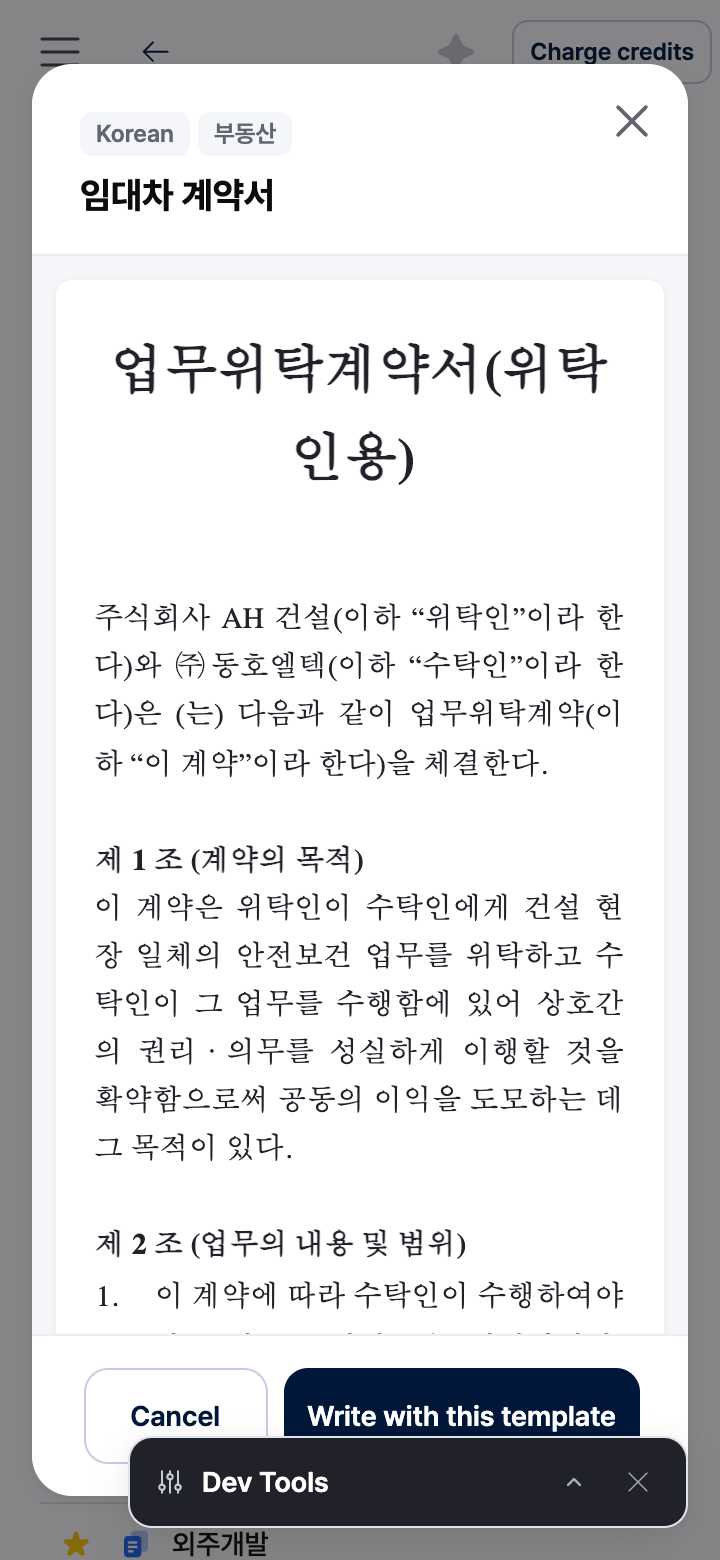 Charge credits
Korean 부동산
임대차 계약서
업무위탁계약서(위탁
인용)
주식회사 AH 건설(이하 “위탁인”이라 한
다)와 ㈜동호엘텍(이하 “수탁인”이라 한
다)은 (는) 다음과 같이 업무위탁계약(이
하 “이 계약”이라 한다)을 체결한다.
제 1 조 (계약의 목적)
이 계약은 위탁인이 수탁인에게 건설 현
장 일체의 안전보건 업무를 위탁하고 수
탁인이 그 업무를 수행함에 있어 상호간
의 권리 · 의무를 성실하게 이행할 것을
확약함으로써 공동의 이익을 도모하는 데
그 목적이 있다.
제 2 조 (업무의 내용 및 범위)
1. 이 계약에 따라 수탁인이 수행하여야
Cancel Write with this template
Dev Tools
외주개발